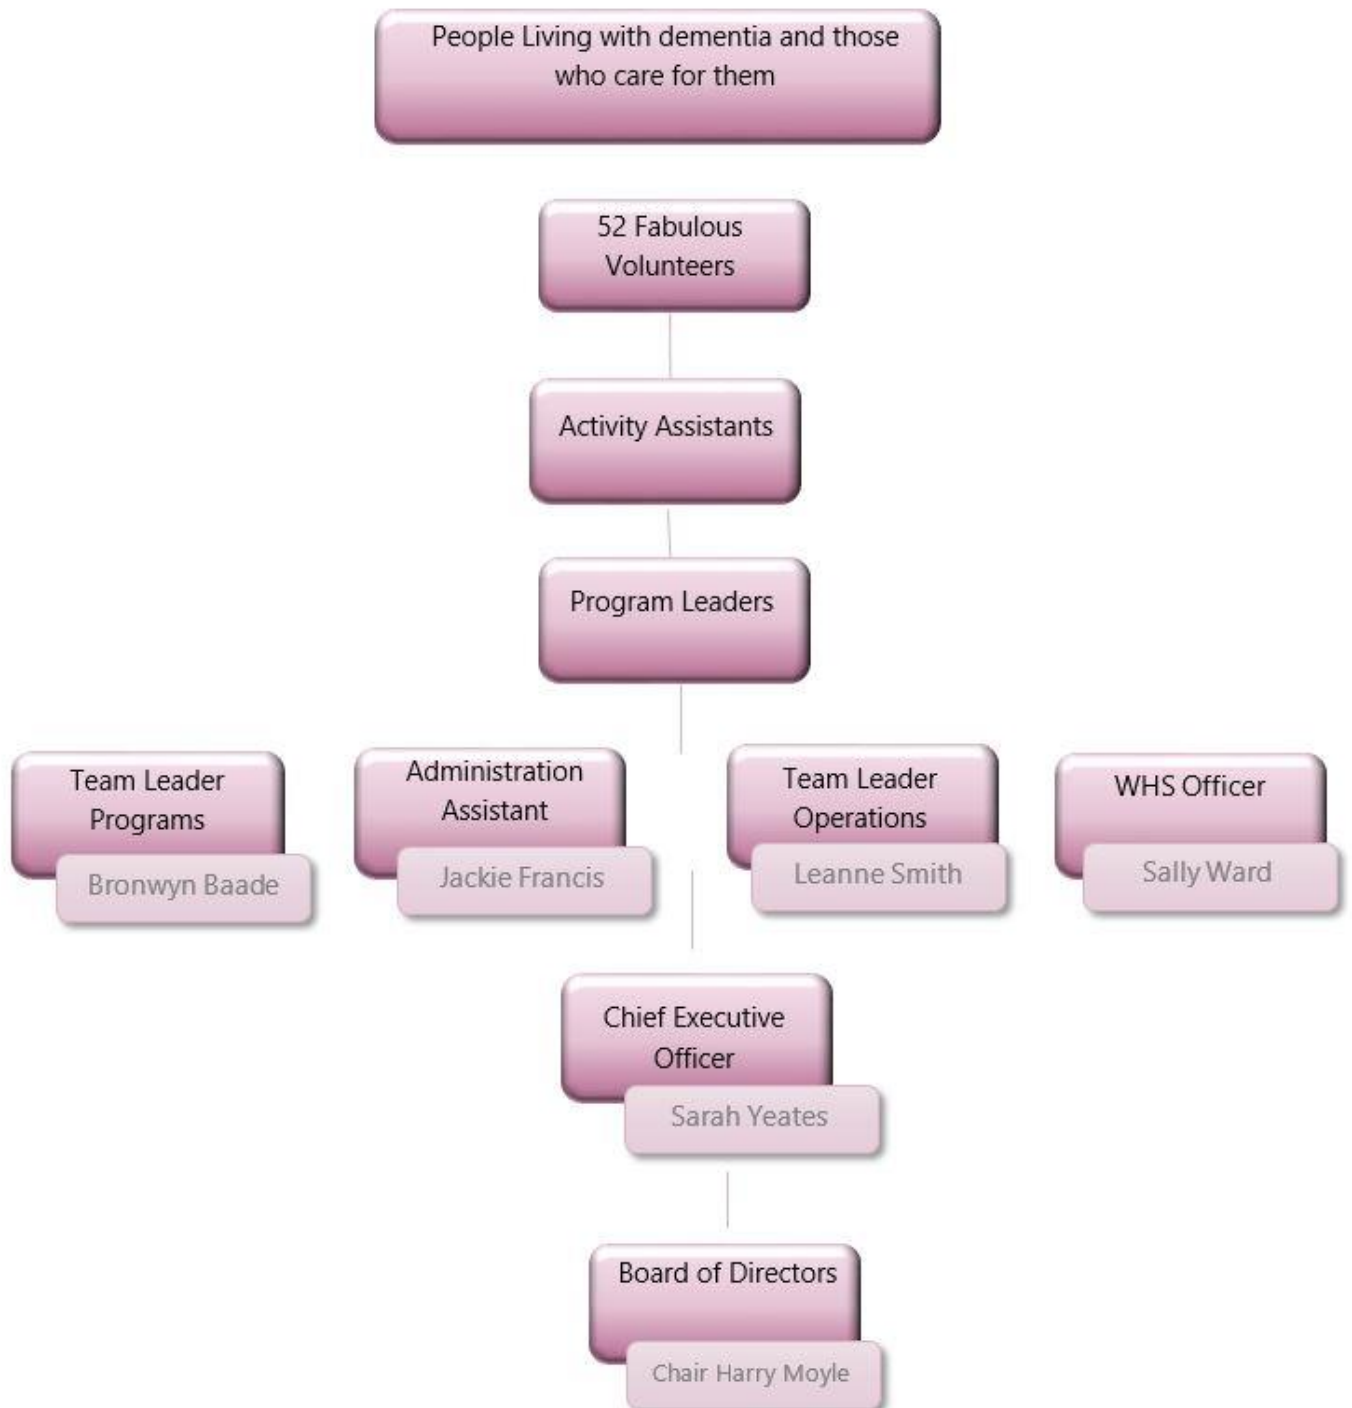 People Living with dementia and those
who care for them
52 Fabulous
Volunteers
Activity Assistants
Program Leaders
Team Leader
Programs
Bronwyn Baade
Administration
Assistant
Jackie Francis
Team Leader
Operations
Leanne Smith
WHS Officer
Sally Ward
Chief Executive
Officer
Sarah Yeates
Board of Directors
Chair Harry Moyle